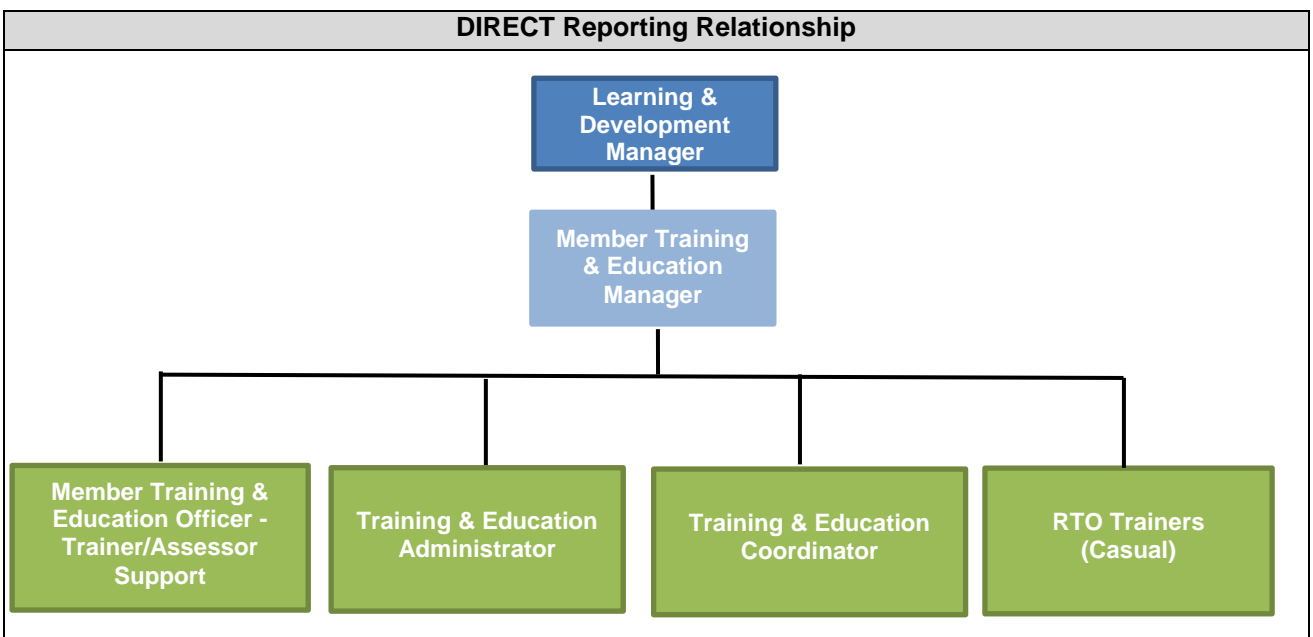 DIRECT Reporting Relationship
Learning &
Development
Manager
Member Training
& Education
Manager
Member Training &
Education Officer -
Trainer/Assessor
Support
Training & Education
Administrator
Training & Education
Coordinator
RTO Trainers
(Casual)